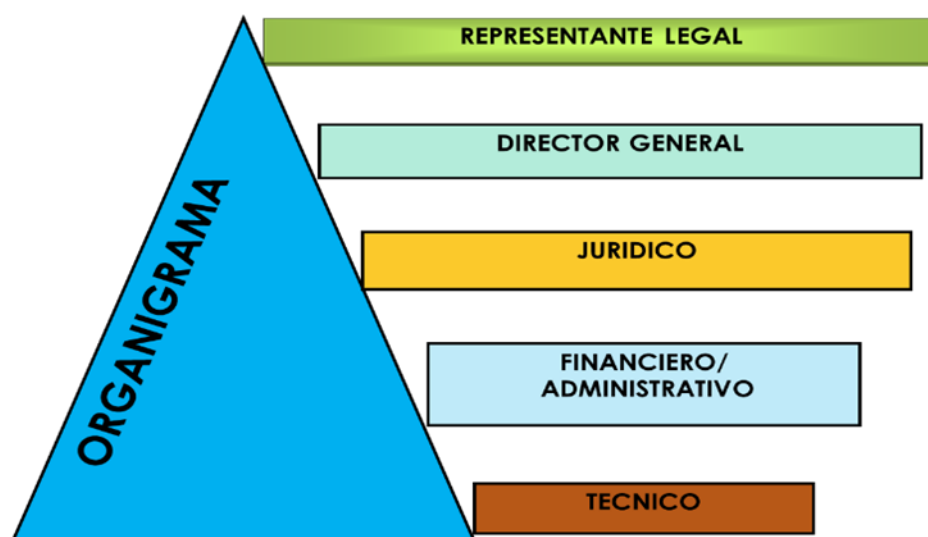 REPRESENTANTE LEGAL
DIRECTOR GENERAL
JURIDICO
FINANCIERO/
ADMINISTRATIVO
TECNICO
ORGANIGRAMA